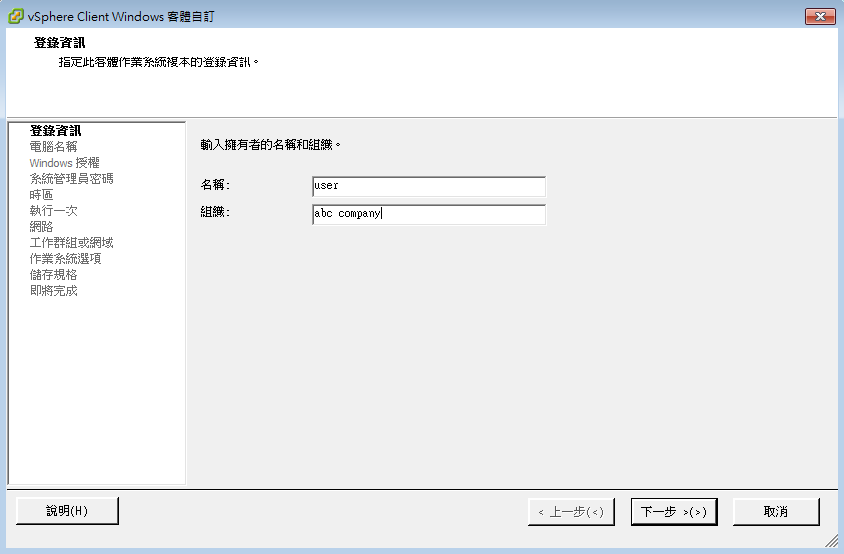 vSphere Client Windows 客體自訂
登錄資訊
指定此客體作業系統複本的登錄資訊。
登錄資訊
電腦名稱
Windows 授權
系統管理員密碼
時區
執行一次
網路
工作群組或網域
作業系統選項
儲存規格
即將完成
輸入擁有者的名稱和組織。
名稱: user
組織: abc company
說明(H)
< 上一步(<)
下一步 >(>)
取消